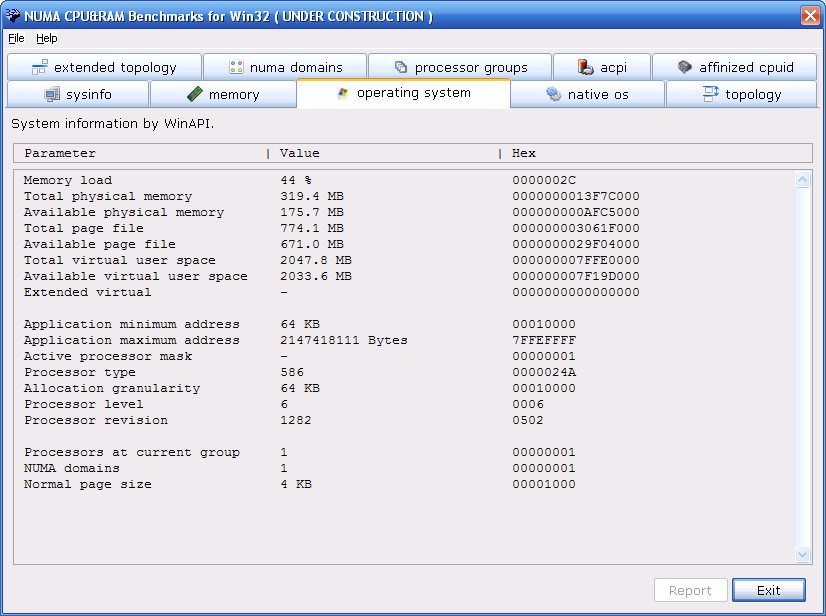 NUMA CPU&RAM Benchmarks for Win32 ( UNDER CONSTRUCTION )
File Help
extended topology numa domains processor groups acpi affinized cpuid
sysinfo memory operating system native os topology
System information by WinAPI.
Parameter | Value | Hex
Memory load 44 % 0000002C
Total physical memory 319.4 MB 0000000013F7C000
Available physical memory 175.7 MB 000000000AFC5000
Total page file 774.1 MB 000000003061F000
Available page file 671.0 MB 0000000029F04000
Total virtual user space 2047.8 MB 000000007FFE0000
Available virtual user space 2033.6 MB 000000007F19D000
Extended virtual - 0000000000000000
Application minimum address 64 KB 00010000
Application maximum address 2147418111 Bytes 7FFEFFFF
Active processor mask - 00000001
Processor type 586 0000024A
Allocation granularity 64 KB 00010000
Processor level 6 0006
Processor revision 1282 0502
Processors at current group 1 00000001
NUMA domains 1 00000001
Normal page size 4 KB 00001000
Report Exit